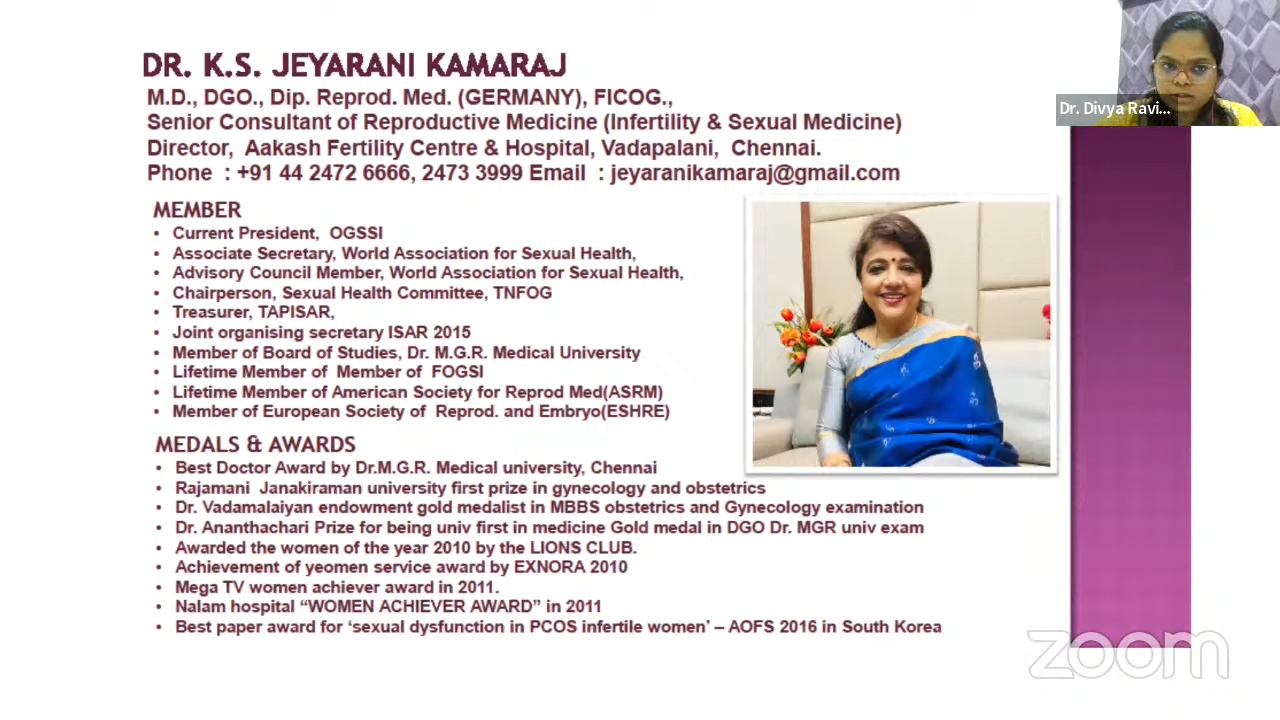 DR. K.S. JEYARANI KAMARAJ
M.D., DGO., Dip. Reprod. Med. (GERMANY), FICOG.,
Senior Consultant of Reproductive Medicine (Infertility & Sexual Medicine)
Director, Aakash Fertility Centre & Hospital, Vadapalani, Chennai.
Phone : +91 44 2472 6666, 2473 3999 Email : jeyaranikamaraj@gmail.com
Dr. Divya Ravi...
MEMBER
• Current President, OGSSI
• Associate Secretary, World Association for Sexual Health,
• Advisory Council Member, World Association for Sexual Health,
• Chairperson, Sexual Health Committee, TNFOG
• Treasurer, TAPISAR,
• Joint organising secretary ISAR 2015
• Member of Board of Studies, Dr. M.G.R. Medical University
• Lifetime Member of Member of FOGSI
• Lifetime Member of American Society for Reprod Med(ASRM)
• Member of European Society of Reprod. and Embryo(ESHRE)
MEDALS & AWARDS
• Best Doctor Award by Dr.M.G.R. Medical university, Chennai
• Rajamani Janakiraman university first prize in gynecology and obstetrics
• Dr. Vadamalaiyan endowment gold medalist in MBBS obstetrics and Gynecology examination
• Dr. Ananthachari Prize for being univ first in medicine Gold medal in DGO Dr. MGR univ exam
• Awarded the women of the year 2010 by the LIONS CLUB.
• Achievement of yeomen service award by EXNORA 2010
• Mega TV women achiever award in 2011.
• Nalam hospital “WOMEN ACHIEVER AWARD” in 2011
• Best paper award for ‘sexual dysfunction in PCOS infertile women’ – AOFS 2016 in South Korea
zoom